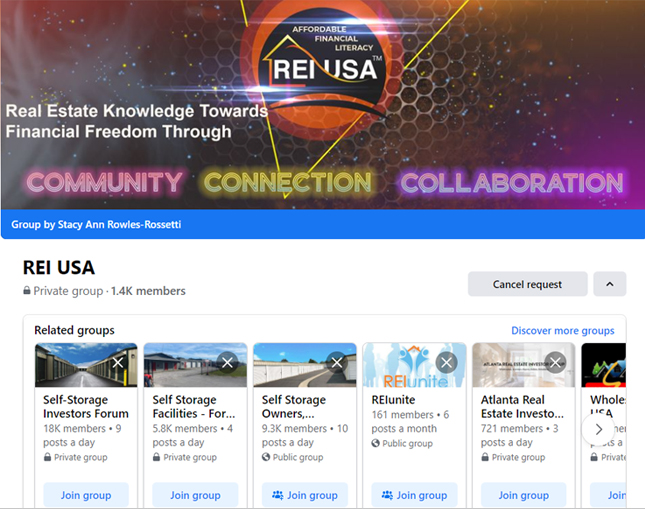 AFFORDABLE
FINANCIAL
LITERACY
REI USA™
Real Estate Knowledge Towards
Financial Freedom Through
COMMUNITY CONNECTION COLLABORATION
Group by Stacy Ann Rowles-Rossetti
REI USA
Private group · 1.4K members
Cancel request
Related groups
Discover more groups
Self-Storage
Investors Forum
18K members • 9
posts a day
Private group
Join group
Self Storage
Facilities - For...
5.8K members • 4
posts a day
Private group
Join group
Self Storage
Owners,...
9.3K members • 10
posts a day
Public group
Join group
REIunite
REIunite
161 members • 6
posts a month
Public group
Join group
ATLANTA REAL ESTATE INVESTOR
Atlanta Real
Estate Investo...
721 members • 3
posts a day
Private group
Join group
USA